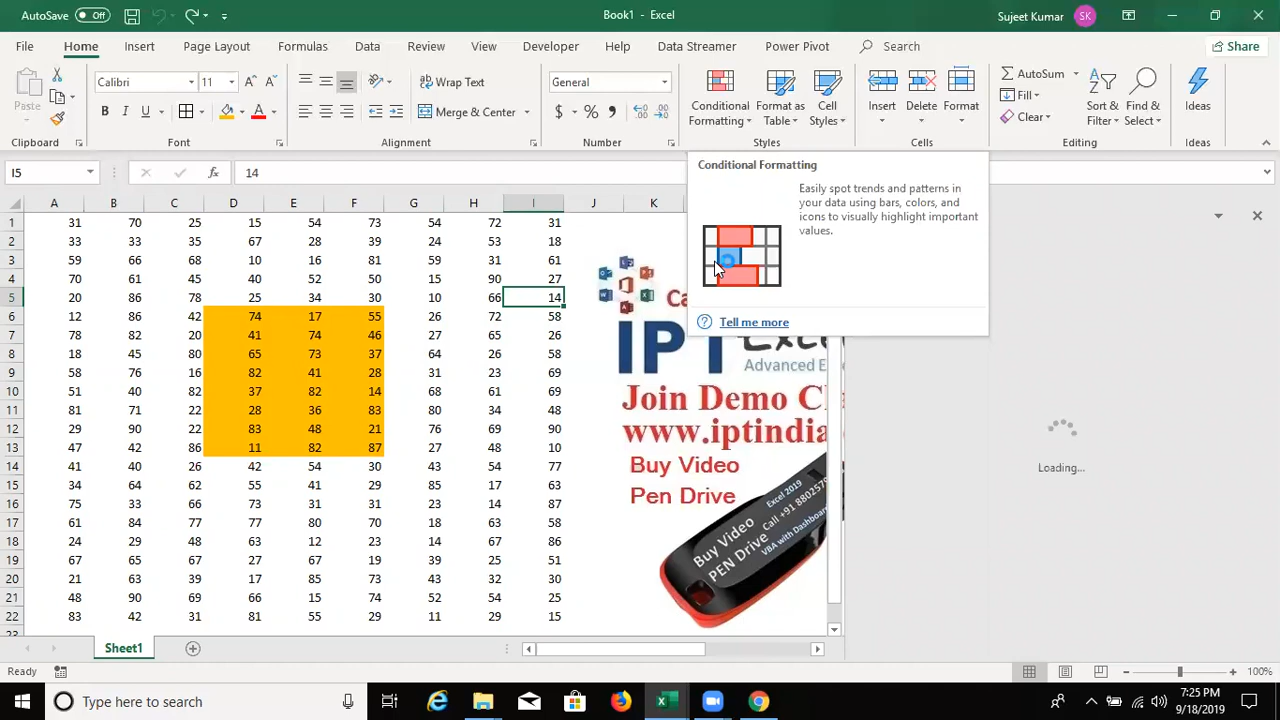 AutoSave Off Book1 - Excel Sujeet Kumar SK
File Home Insert Page Layout Formulas Data Review View Developer Help Data Streamer Power Pivot Search Share
Paste Calibri 11 A A Wrap Text General Conditional Formatting Format as Table Cell Styles Insert Delete Format AutoSum Fill Clear Sort & Filter Find & Select Ideas
B I U A Merge & Center $ % ,
Clipboard Font Alignment Number Styles Cells Editing Ideas
I5 fx 14
Conditional Formatting
Easily spot trends and patterns in
your data using bars, colors, and
icons to visually highlight important
values.
Tell me more
A B C D E F G H I J K
1 31 70 25 15 54 73 54 72 31
2 33 33 35 67 28 39 24 53 18
3 59 66 68 10 16 81 59 31 61
4 70 61 45 40 52 50 15 90 27
5 20 86 78 25 34 30 10 66 14
6 12 86 42 74 17 55 26 72 58
7 78 82 20 41 74 46 27 65 26
8 18 45 80 65 73 37 64 26 58
9 58 76 16 82 41 28 31 23 69
10 51 40 82 37 82 14 68 61 69
11 81 71 22 28 36 83 80 34 48
12 29 90 22 83 48 21 76 69 90
13 47 42 86 11 82 87 27 48 10
14 41 40 26 42 54 30 43 54 77
15 34 64 62 55 41 29 85 17 63
16 75 33 66 73 31 31 23 14 87
17 61 84 77 77 80 70 18 63 58
18 24 29 48 63 12 23 14 67 86
19 67 65 63 27 67 19 39 25 51
20 21 63 39 17 85 73 43 32 30
21 48 90 69 66 15 74 52 54 25
22 83 42 31 81 55 29 11 29 15
23
Ca
IPT Excel
Advanced E
Join Demo Cl
www.iptindia
Buy Video
Pen Drive
Buy Video
PEN Drive
Excel 2019
Call +91 8802579
VBA with Dashboar
Loading...
Sheet1
Ready 100%
Type here to search
7:25 PM
9/18/2019